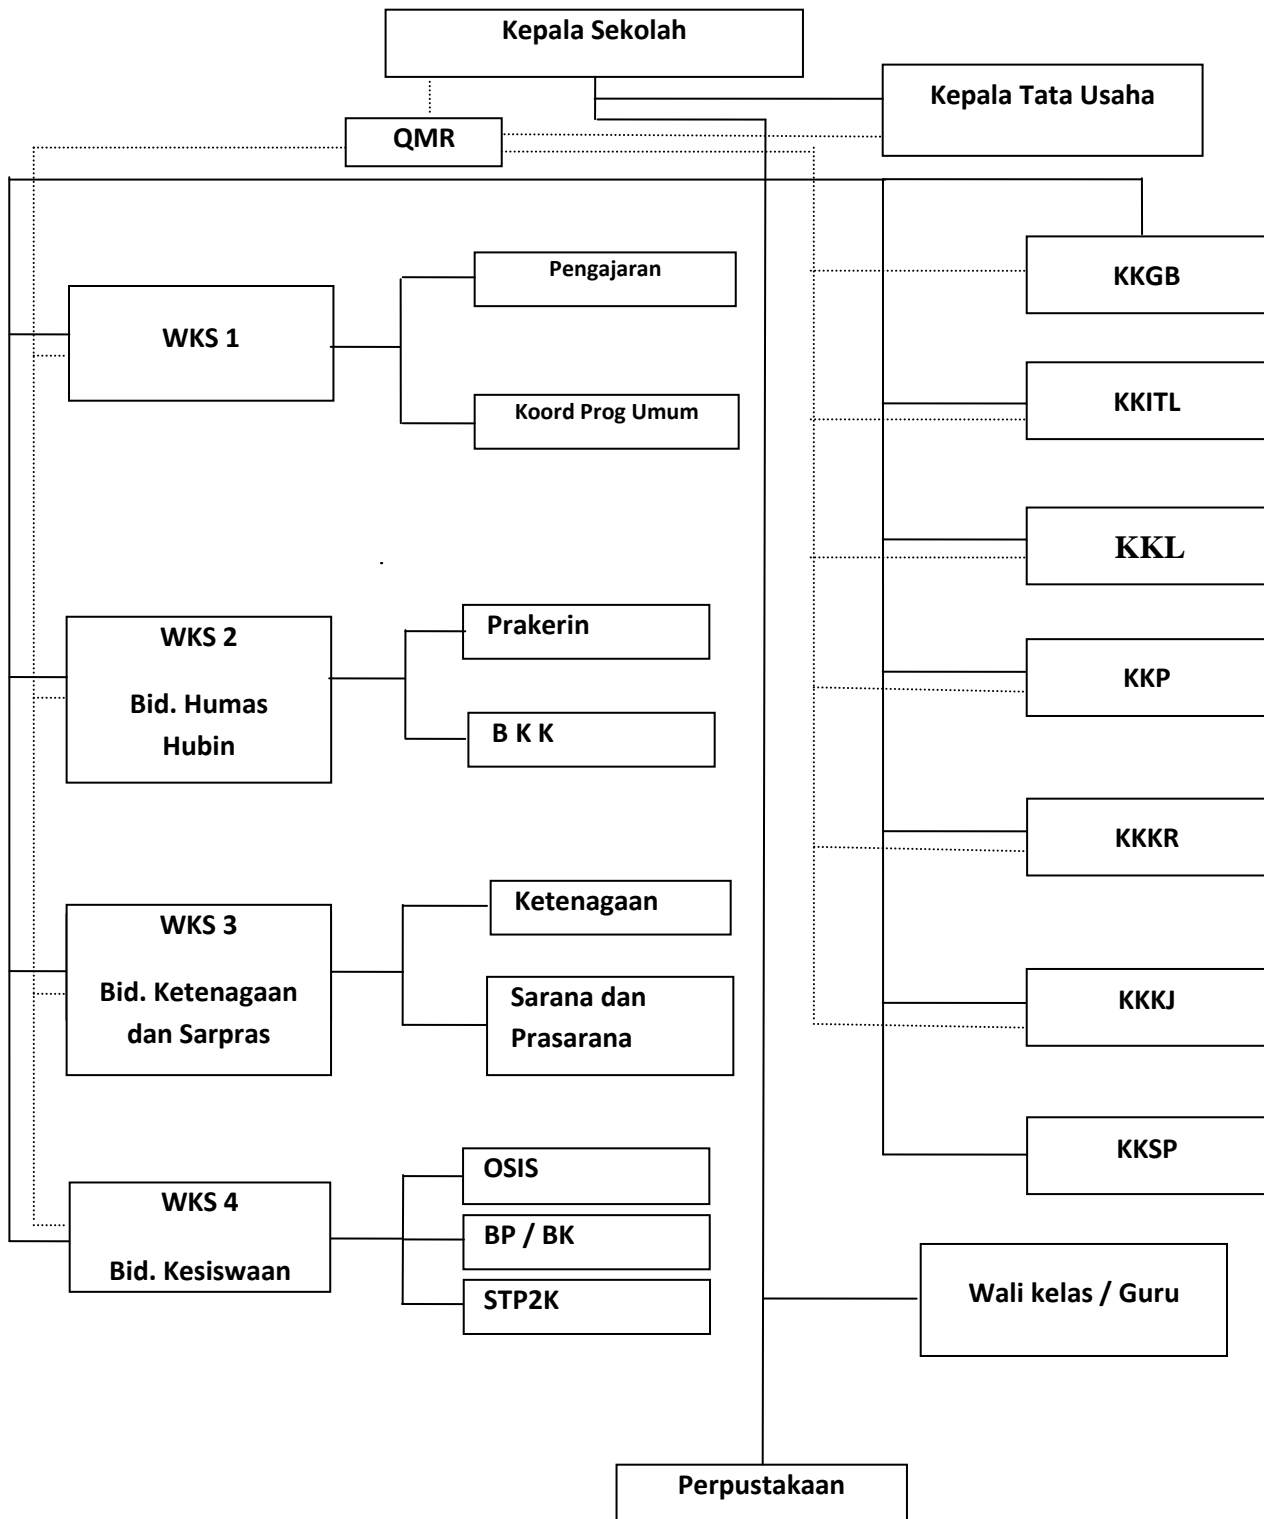 Kepala Sekolah
Kepala Tata Usaha
QMR
KKGB
Pengajaran
WKS 1
KKITL
Koord Prog Umum
KKL
WKS 2
Bid. Humas
Hubin
Prakerin
B K K
KKP
KKKR
WKS 3
Bid. Ketenagaan
dan Sarpras
Ketenagaan
Sarana dan
Prasarana
KKKJ
KKSP
WKS 4
Bid. Kesiswaan
OSIS
BP / BK
STP2K
Wali kelas / Guru
Perpustakaan